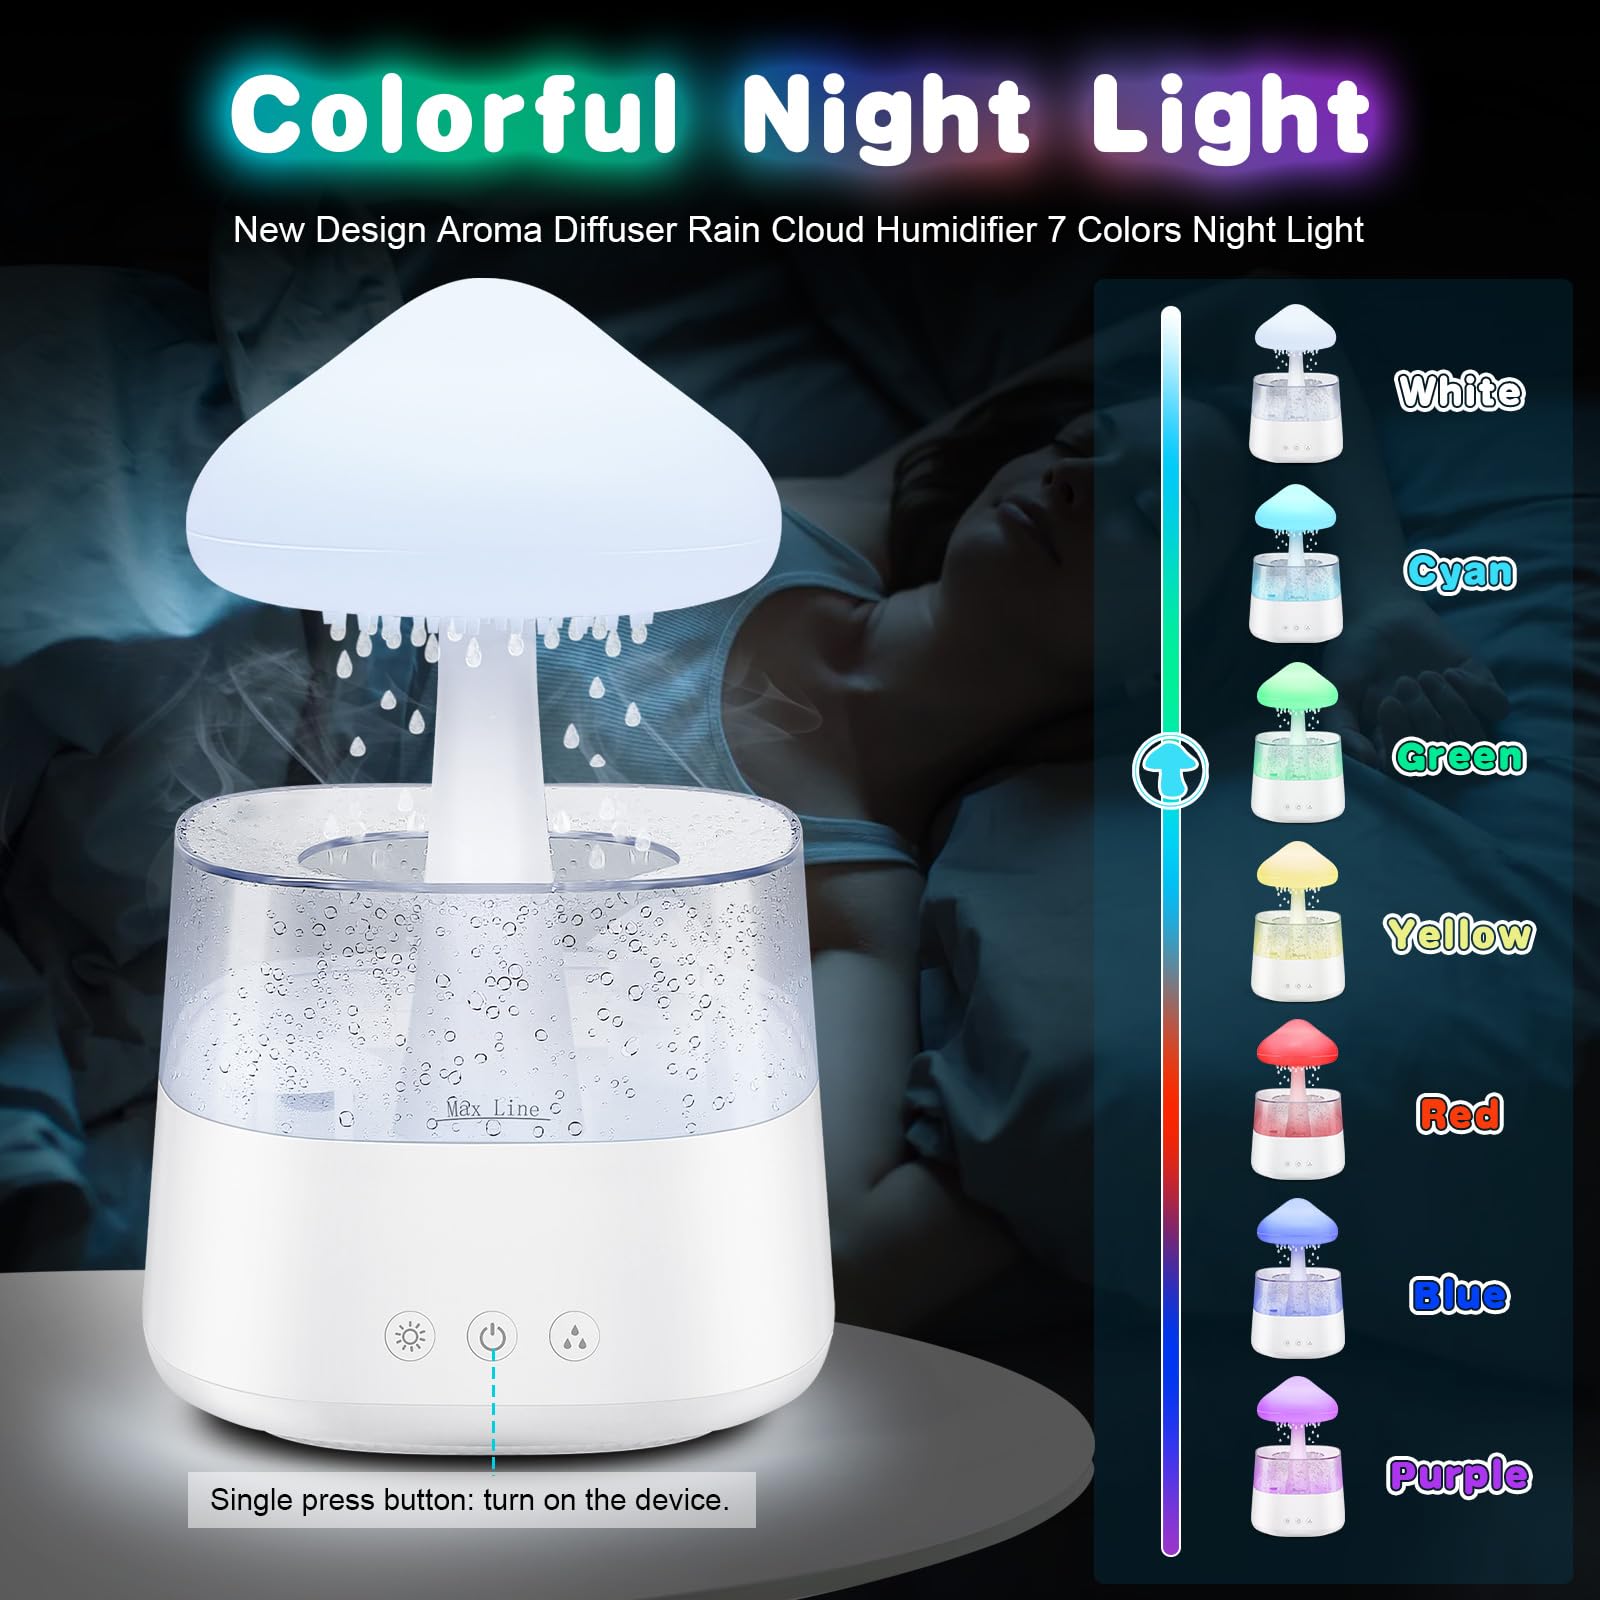 Colorful Night Light
New Design Aroma Diffuser Rain Cloud Humidifier 7 Colors Night Light
White
Cyan
Green
Yellow
Red
Blue
Purple
Max Line
Single press button: turn on the device.